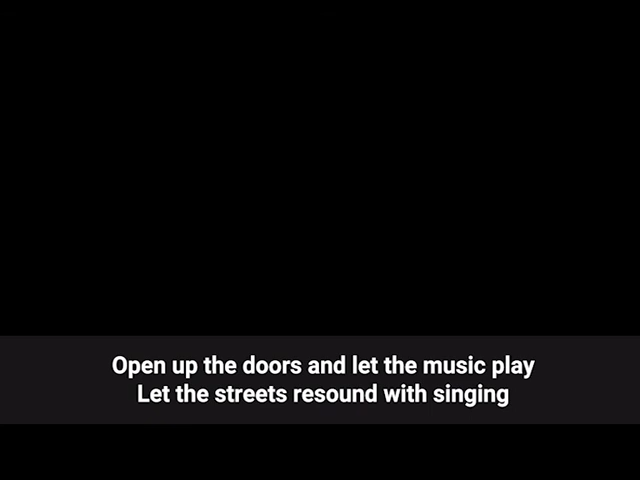 Open up the doors and let the music play
Let the streets resound with singing